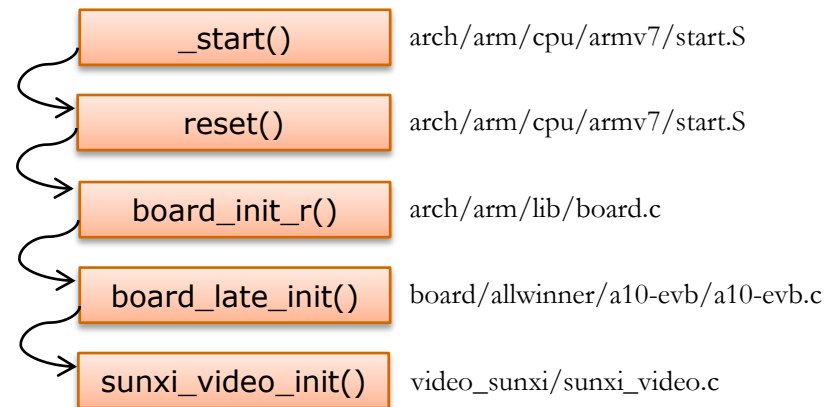 _start() arch/arm/cpu/armv7/start.S
reset() arch/arm/cpu/armv7/start.S
board_init_r() arch/arm/lib/board.c
board_late_init() board/allwinner/a10-evb/a10-evb.c
sunxi_video_init() video_sunxi/sunxi_video.c